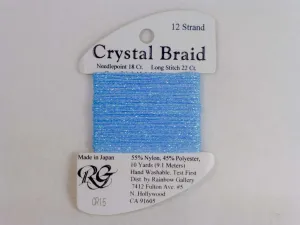 12 Strand
Crystal Braid
Needlepoint 18 Ct. Long Stitch 22 Ct.
Made in Japan
RG
CR15
55% Nylon, 45% Polyester,
10 Yards (9.1 Meters)
Hand Washable, Test First
Dist. by Rainbow Gallery
7412 Fulton Ave. #5
N. Hollywood
CA 91605